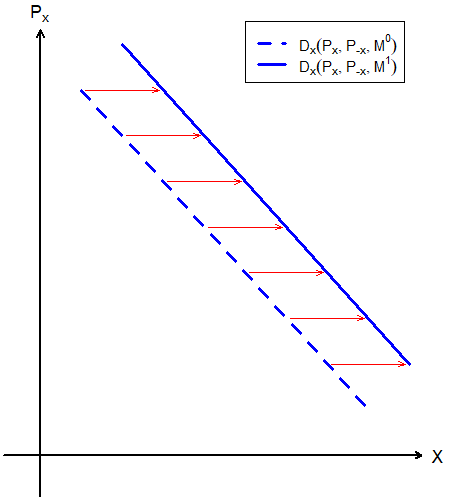 Pₓ
Dₓ(Pₓ, P₋ₓ, M⁰)
Dₓ(Pₓ, P₋ₓ, M¹)
X